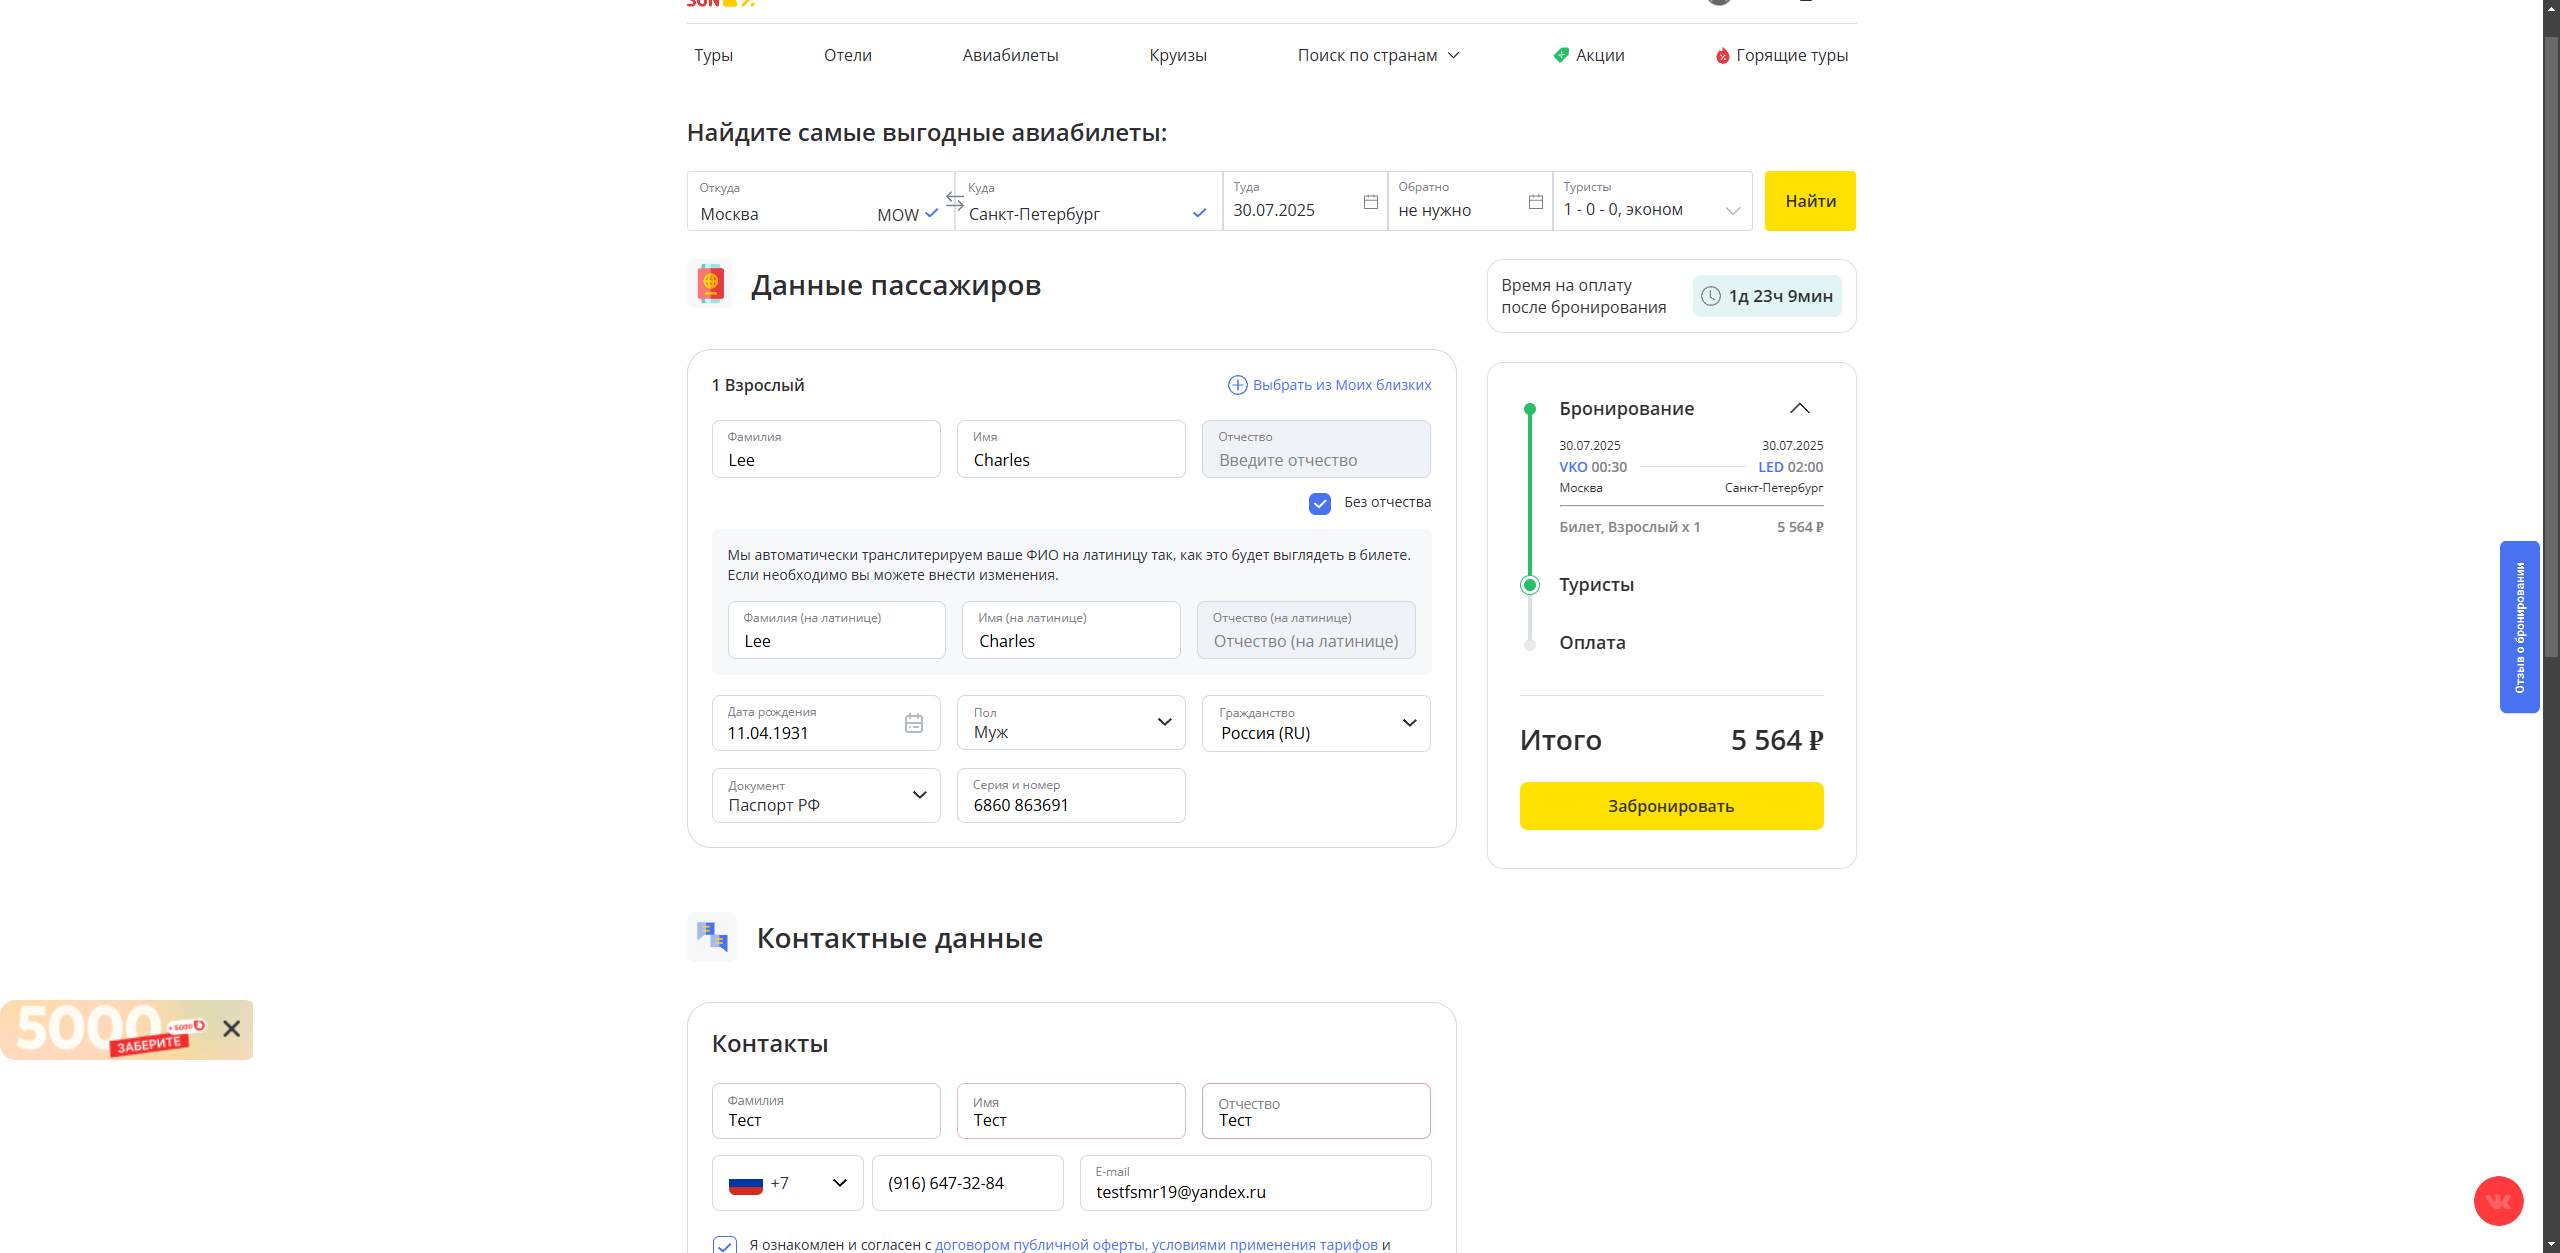 Туры
Отели
Авиабилеты
Круизы
Поиск по странам
Акции
Горящие туры
Найдите самые выгодные авиабилеты:
Откуда
Москва
MOW
Куда
Санкт-Петербург
Туда
30.07.2025
Обратно
не нужно
Туристы
1 - 0 - 0, эконом
Найти
Данные пассажиров
Время на оплату
после бронирования
1д 23ч 9мин
1 Взрослый
Выбрать из Моих близких
Фамилия
Lee
Имя
Charles
Отчество
Введите отчество
Без отчества
Мы автоматически транслитерируем ваше ФИО на латиницу так, как это будет выглядеть в билете.
Если необходимо вы можете внести изменения.
Фамилия (на латинице)
Lee
Имя (на латинице)
Charles
Отчество (на латинице)
Отчество (на латинице)
Дата рождения
11.04.1931
Пол
Муж
Гражданство
Россия (RU)
Документ
Паспорт РФ
Серия и номер
6860 863691
Бронирование
30.07.2025
30.07.2025
VKO 00:30
LED 02:00
Москва
Санкт-Петербург
Билет, Взрослый x 1
5 564 ₽
Туристы
Оплата
Итого
5 564 ₽
Забронировать
Отзыв о бронировании
Контактные данные
5000
+5000
ЗАБЕРИТЕ
Контакты
Фамилия
Тест
Имя
Тест
Отчество
Тест
+7
(916) 647-32-84
E-mail
testfsmr19@yandex.ru
Я ознакомлен и согласен с договором публичной оферты, условиями применения тарифов и